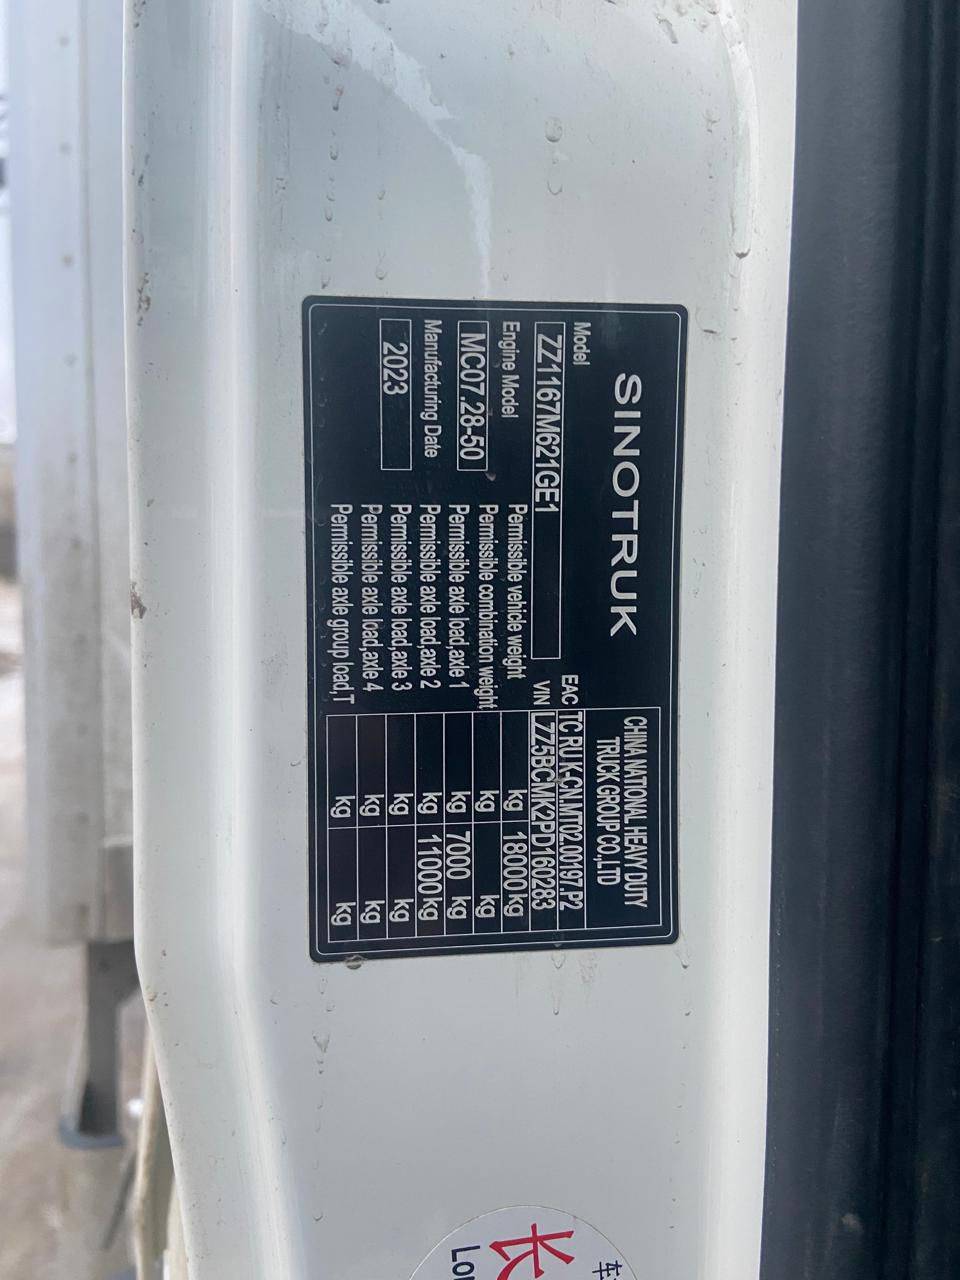 SINOTRUK
CHINA NATIONAL HEAVY DUTY
TRUCK GROUP CO.,LTD
Model
ZZ1167M621GE1
EAC TC RU K-CN.MT02.00197.P2
VIN LZZ5BCMK2PD160283
Engine Model
MC07.28-50
Manufacturing Date
2023
Permissible vehicle weight kg 18000 kg
Permissible combination weight kg kg
Permissible axle load,axle 1 kg 7000 kg
Permissible axle load,axle 2 kg 11000 kg
Permissible axle load,axle 3 kg kg
Permissible axle load,axle 4 kg kg
Permissible axle group load,T kg kg
车
长